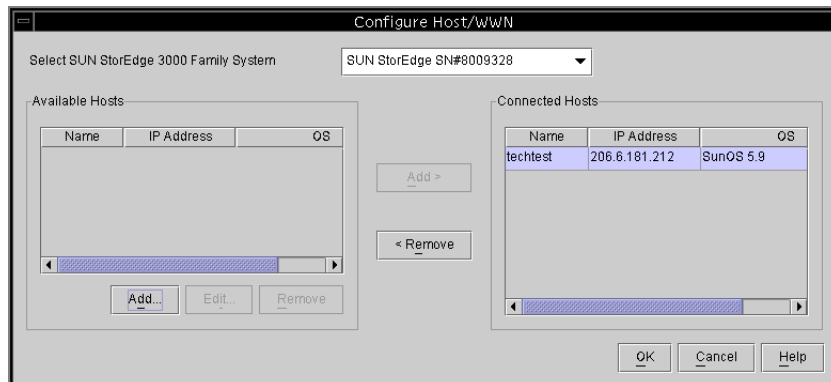 Configure Host/WWN
Select SUN StorEdge 3000 Family System
SUN StorEdge SN#8009328
Available Hosts
Name IP Address OS
Add...
Edit...
Remove
Add >
< Remove
Connected Hosts
Name IP Address OS
techtest 206.6.181.212 SunOS 5.9
OK
Cancel
Help